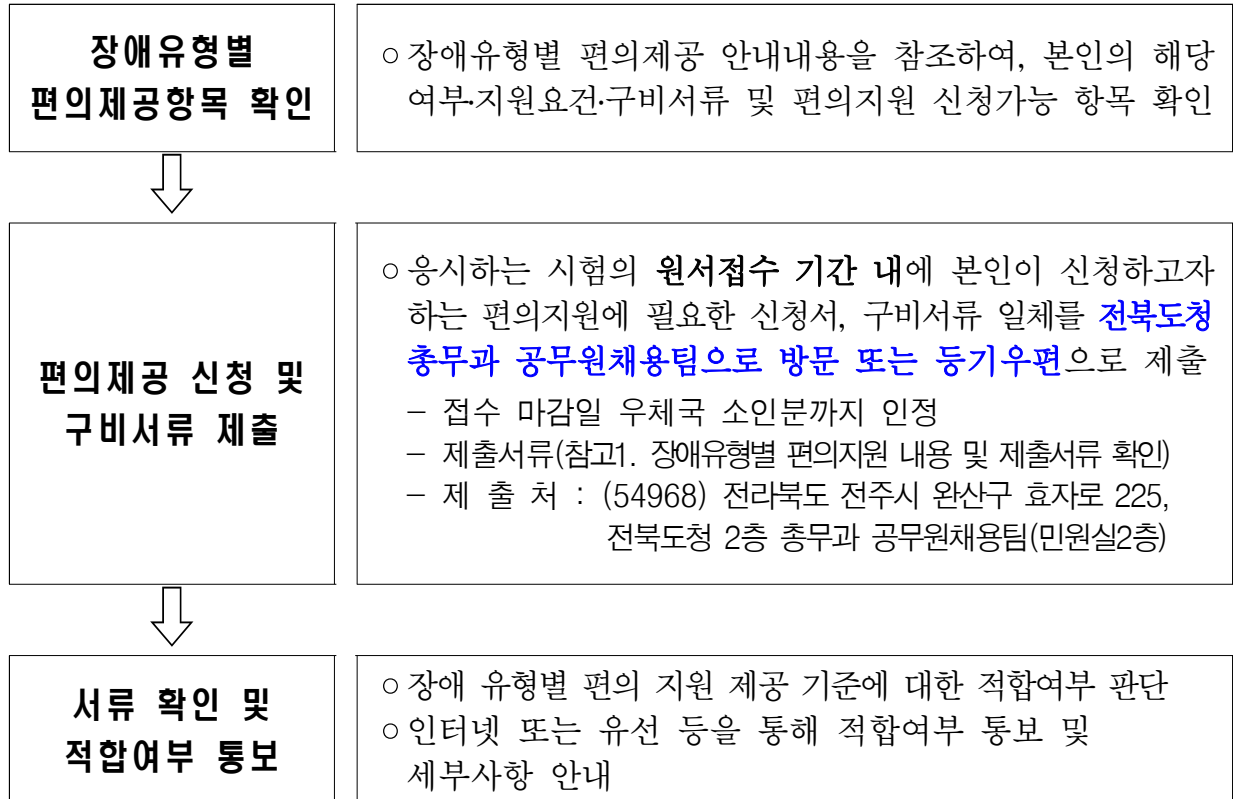 장애유형별
편의제공항목 확인
○ 장애유형별 편의제공 안내내용을 참조하여, 본인의 해당
여부·지원요건·구비서류 및 편의지원 신청가능 항목 확인
편의제공 신청 및
구비서류 제출
○ 응시하는 시험의 원서접수 기간 내에 본인이 신청하고자
하는 편의지원에 필요한 신청서, 구비서류 일체를 전북도청
총무과 공무원채용팀으로 방문 또는 등기우편으로 제출
- 접수 마감일 우체국 소인분까지 인정
- 제출서류(참고1. 장애유형별 편의지원 내용 및 제출서류 확인)
- 제 출 처 : (54968) 전라북도 전주시 완산구 효자로 225,
전북도청 2층 총무과 공무원채용팀(민원실2층)
서류 확인 및
적합여부 통보
○ 장애 유형별 편의 지원 제공 기준에 대한 적합여부 판단
○ 인터넷 또는 유선 등을 통해 적합여부 통보 및
세부사항 안내